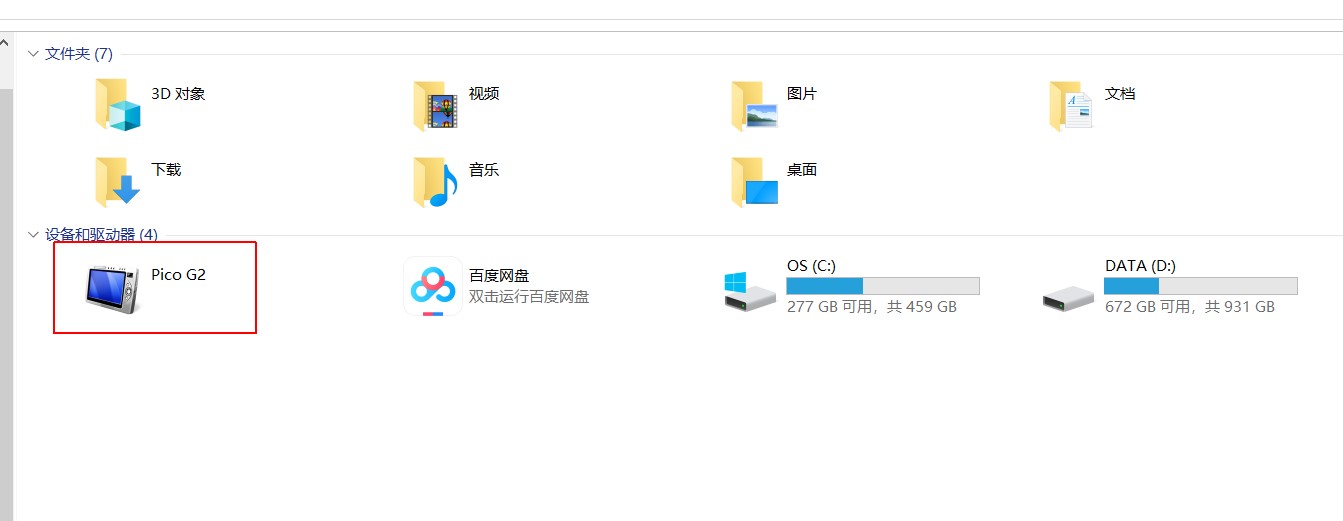 文件夹 (7)
3D 对象
视频
图片
文档
下载
音乐
桌面
设备和驱动器 (4)
Pico G2
百度网盘
双击运行百度网盘
OS (C:)
277 GB 可用，共 459 GB
DATA (D:)
672 GB 可用，共 931 GB